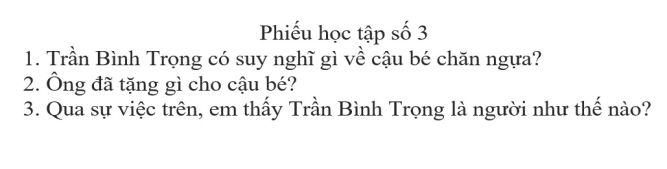 Phiếu học tập số 3
1. Trần Bình Trọng có suy nghĩ gì về cậu bé chăn ngựa?
2. Ông đã tặng gì cho cậu bé?
3. Qua sự việc trên, em thấy Trần Bình Trọng là người như thế nào?